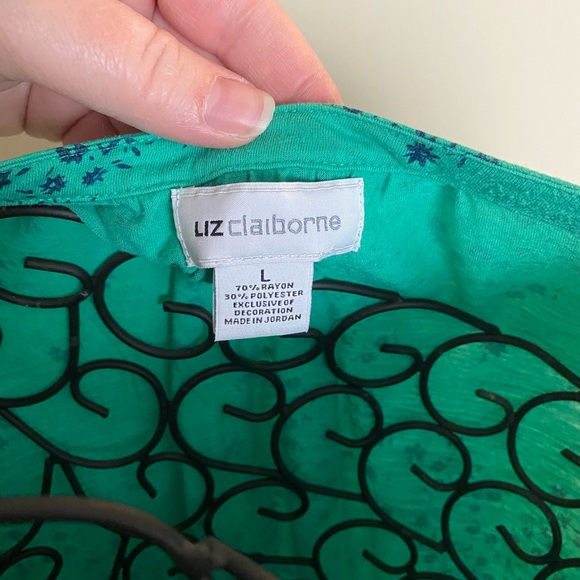 LIZ claiborne
L
70% RAYON
30% POLYESTER
EXCLUSIVE OF
DECORATION
MADE IN JORDAN